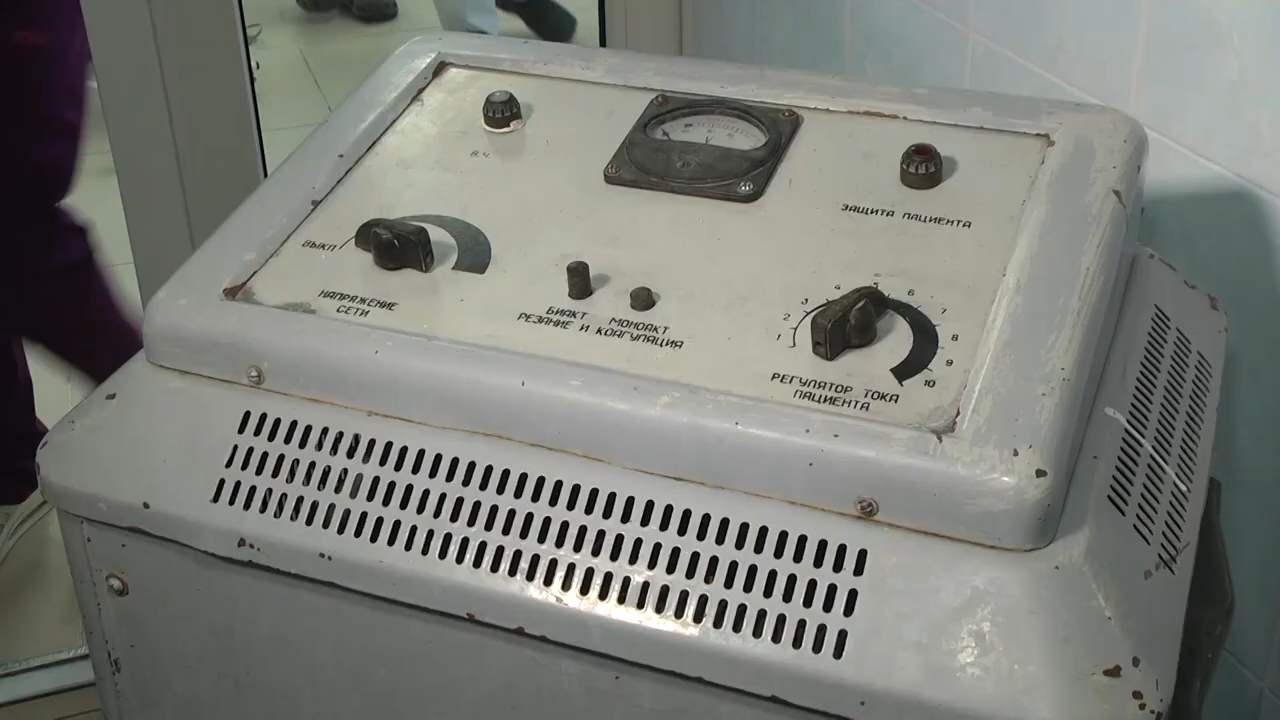 В.Ч.
V
ЗАЩИТА ПАЦИЕНТА
ВЫКЛ
НАПРЯЖЕНИЕ
СЕТИ
БИАКТ МОНОАКТ
РЕЗАНИЕ И КОАГУЛЯЦИЯ
1 2 3 4 5 6 7 8 9 10
РЕГУЛЯТОР ТОКА
ПАЦИЕНТА